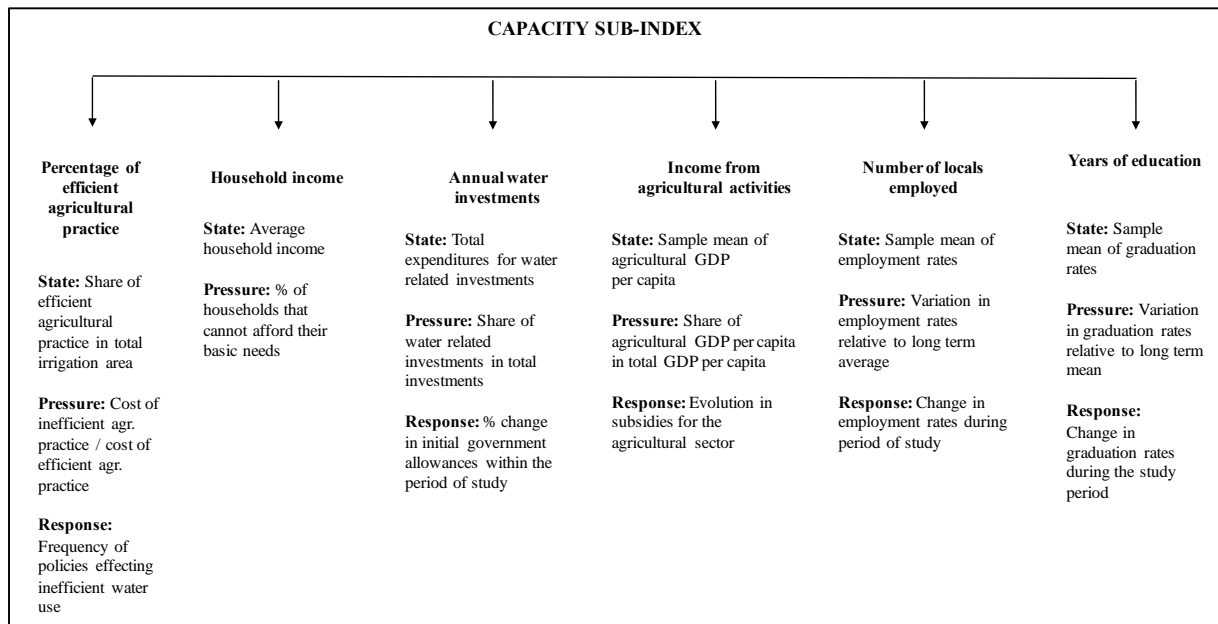 CAPACITY SUB-INDEX
Percentage of
efficient
agricultural
practice
State: Share of
efficient
agricultural
practice in total
irrigation area
Pressure: Cost of
inefficient agr.
practice / cost of
efficient agr.
practice
Response:
Frequency of
policies effecting
inefficient water
use
Household income
State: Average
household income
Pressure: % of
households that
cannot afford their
basic needs
Annual water
investments
State: Total
expenditures for water
related investments
Pressure: Share of
water related
investments in total
investments
Response: % change
in initial government
allowances within the
period of study
Income from
agricultural activities
State: Sample mean of
agricultural GDP
per capita
Pressure: Share of
agricultural GDP per capita
in total GDP per capita
Response: Evolution in
subsidies for the
agricultural sector
Number of locals
employed
State: Sample mean of
employment rates
Pressure: Variation in
employment rates
relative to long term
average
Response: Change in
employment rates during
period of study
Years of education
State: Sample
mean of graduation
rates
Pressure: Variation
in graduation rates
relative to long term
mean
Response:
Change in
graduation rates
during the study
period